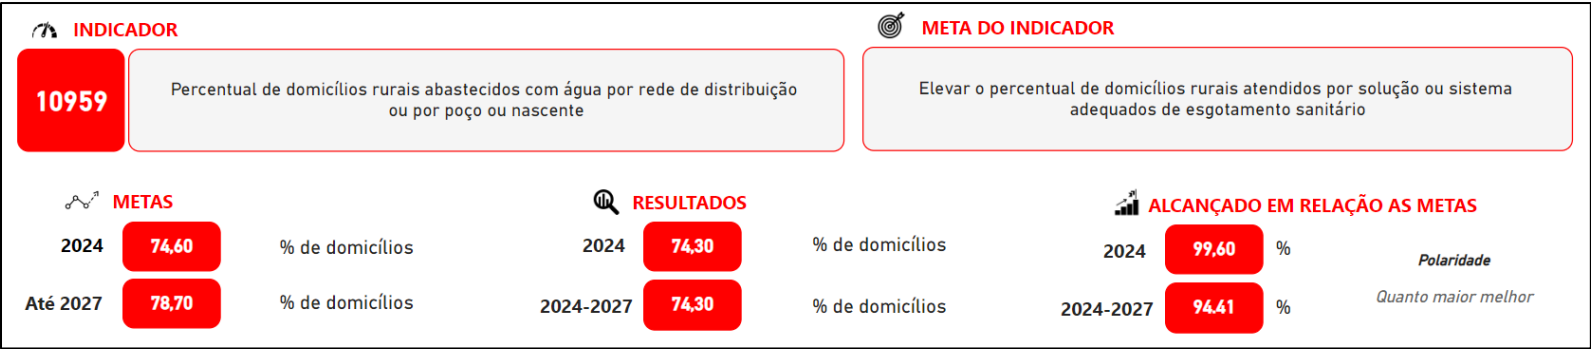 INDICADOR
META DO INDICADOR
10959
Percentual de domicílios rurais abastecidos com água por rede de distribuição
ou por poço ou nascente
Elevar o percentual de domicílios rurais atendidos por solução ou sistema
adequados de esgotamento sanitário
METAS
2024 74,60 % de domicílios
Até 2027 78,70 % de domicílios
RESULTADOS
2024 74,30 % de domicílios
2024-2027 74,30 % de domicílios
ALCANÇADO EM RELAÇÃO AS METAS
2024 99,60 %
2024-2027 94.41 %
Polaridade
Quanto maior melhor